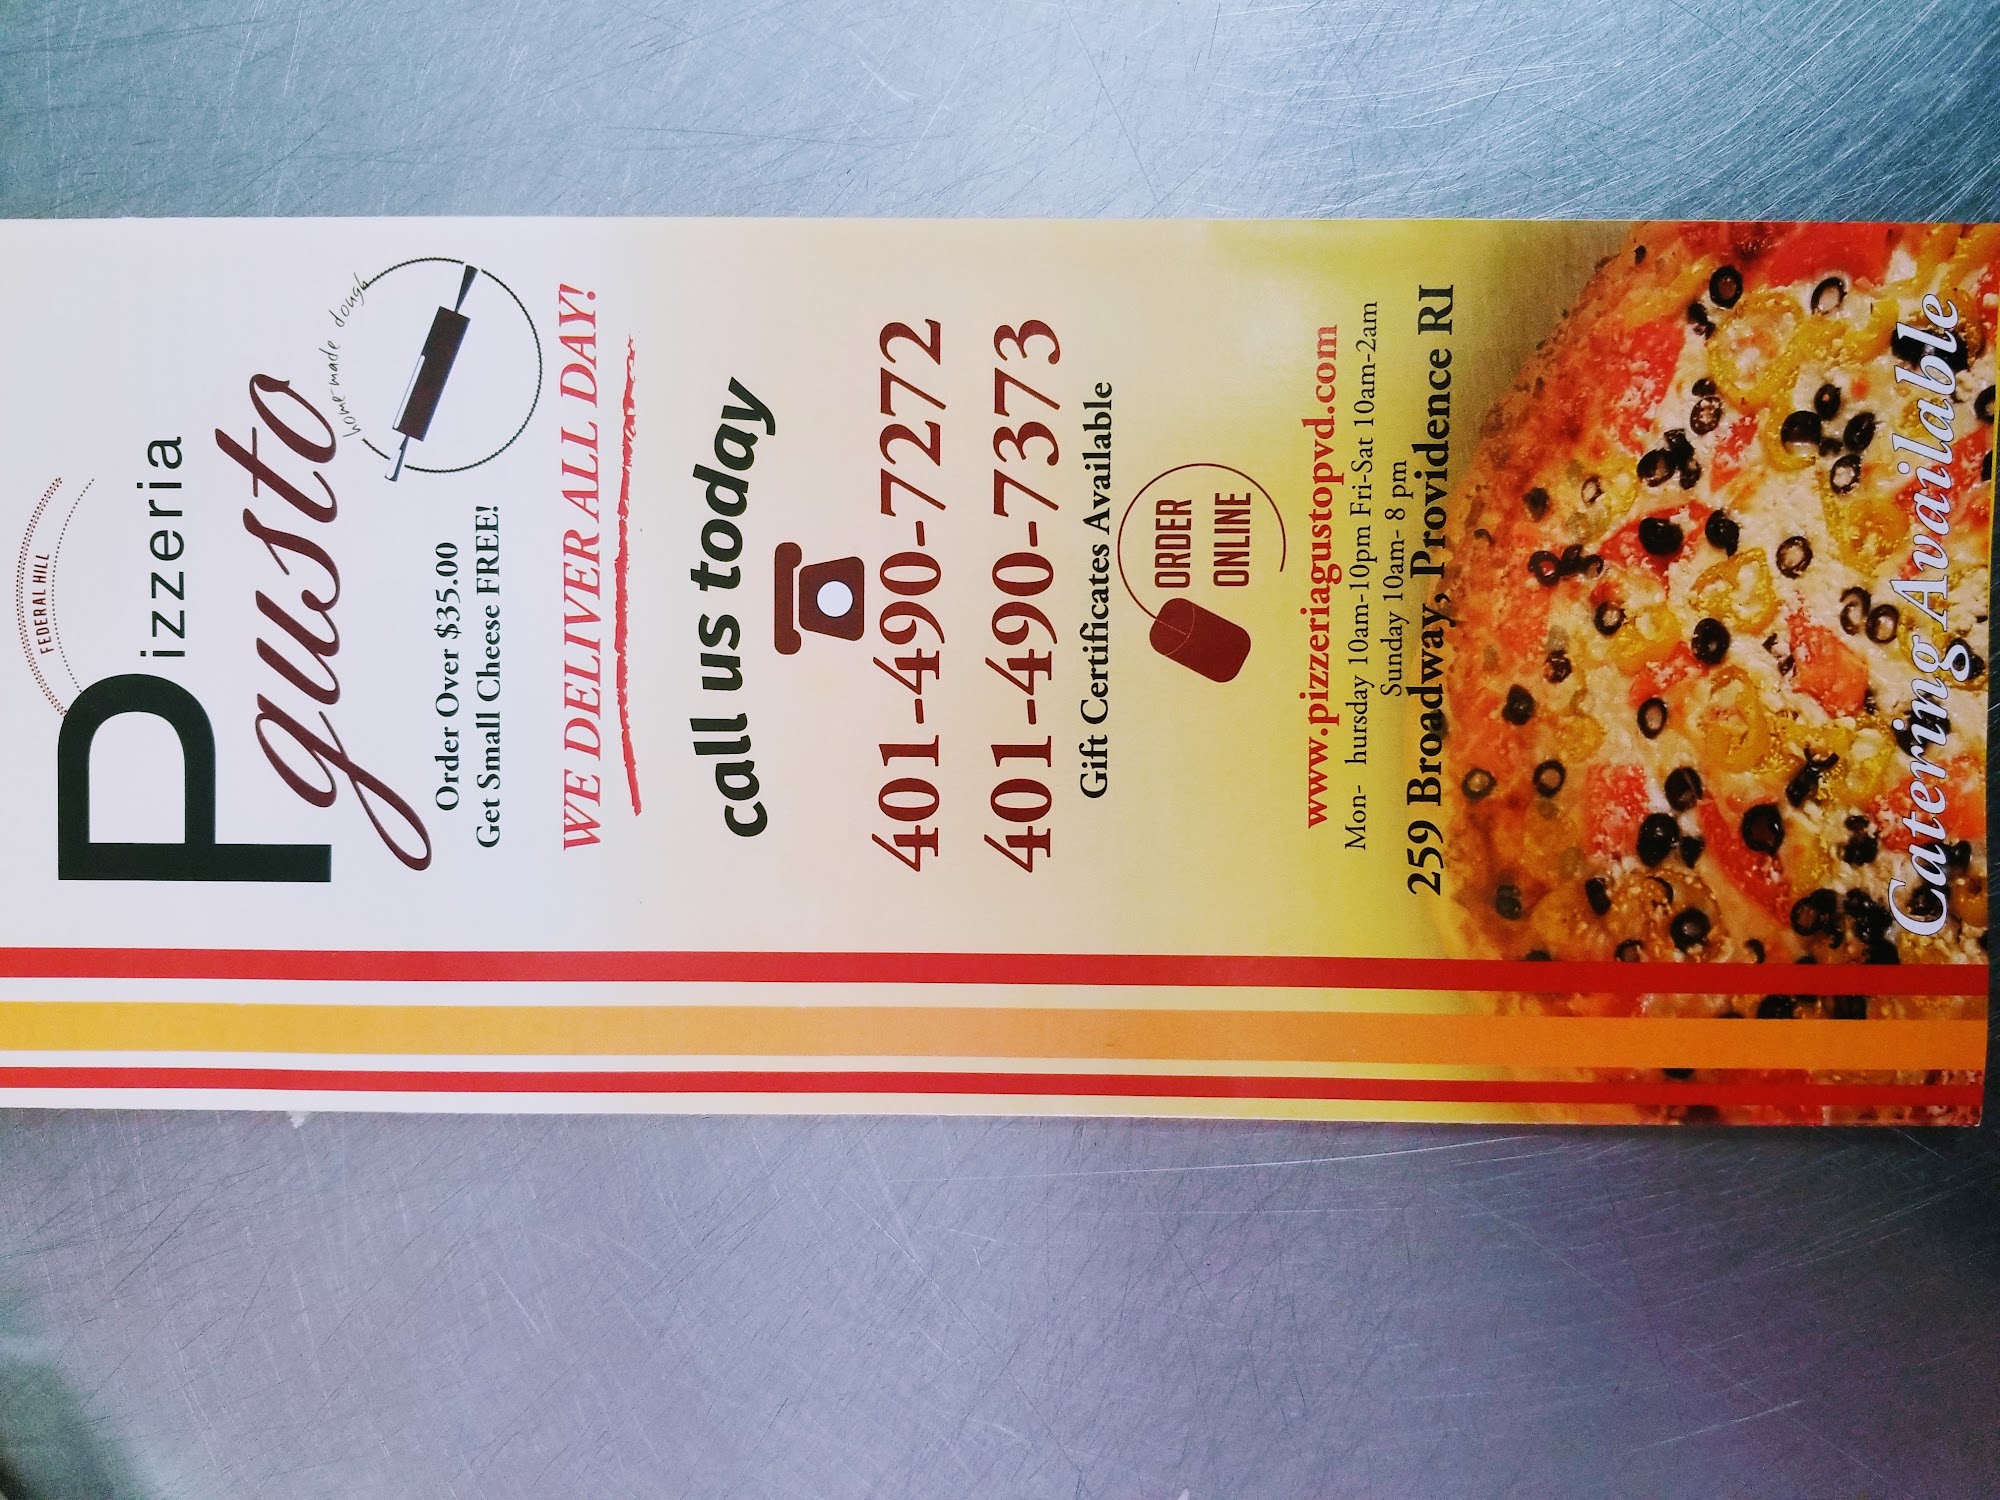 FEDERAL HILL
Pizzeria
gusto
home-made dough
Order Over $35.00
Get Small Cheese FREE!
WE DELIVER ALL DAY!
call us today
401-490-7272
401-490-7373
Gift Certificates Available
ORDER
ONLINE
www.pizzeriagustopvd.com
Mon- hursday 10am-10pm Fri-Sat 10am-2am
Sunday 10am- 8 pm
259 Broadway, Providence RI
Catering Available